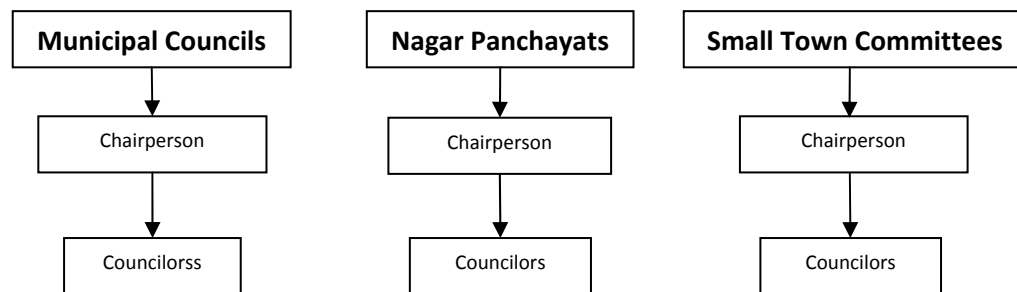 Municipal Councils
Nagar Panchayats
Small Town Committees
Chairperson
Chairperson
Chairperson
Councilorss
Councilors
Councilors